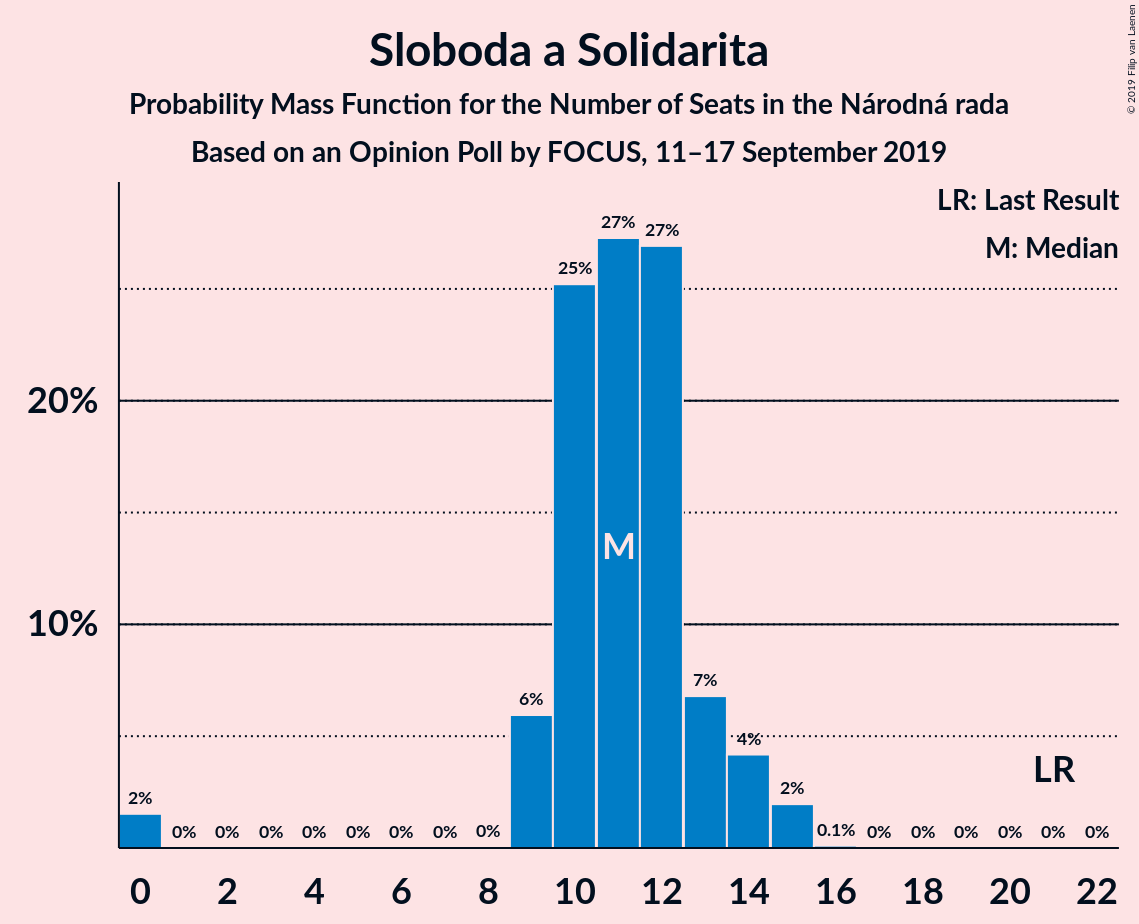 Sloboda a Solidarita
Probability Mass Function for the Number of Seats in the Národná rada
Based on an Opinion Poll by FOCUS, 11–17 September 2019
© 2019 Filip van Laenen
LR: Last Result
M: Median
27%
27%
25%
20%
M
10%
7%
6%
4%
LR
2%
2%
0% 0% 0% 0% 0% 0% 0% 0% 0.1% 0% 0% 0% 0% 0% 0%
0 2 4 6 8 10 12 14 16 18 20 22